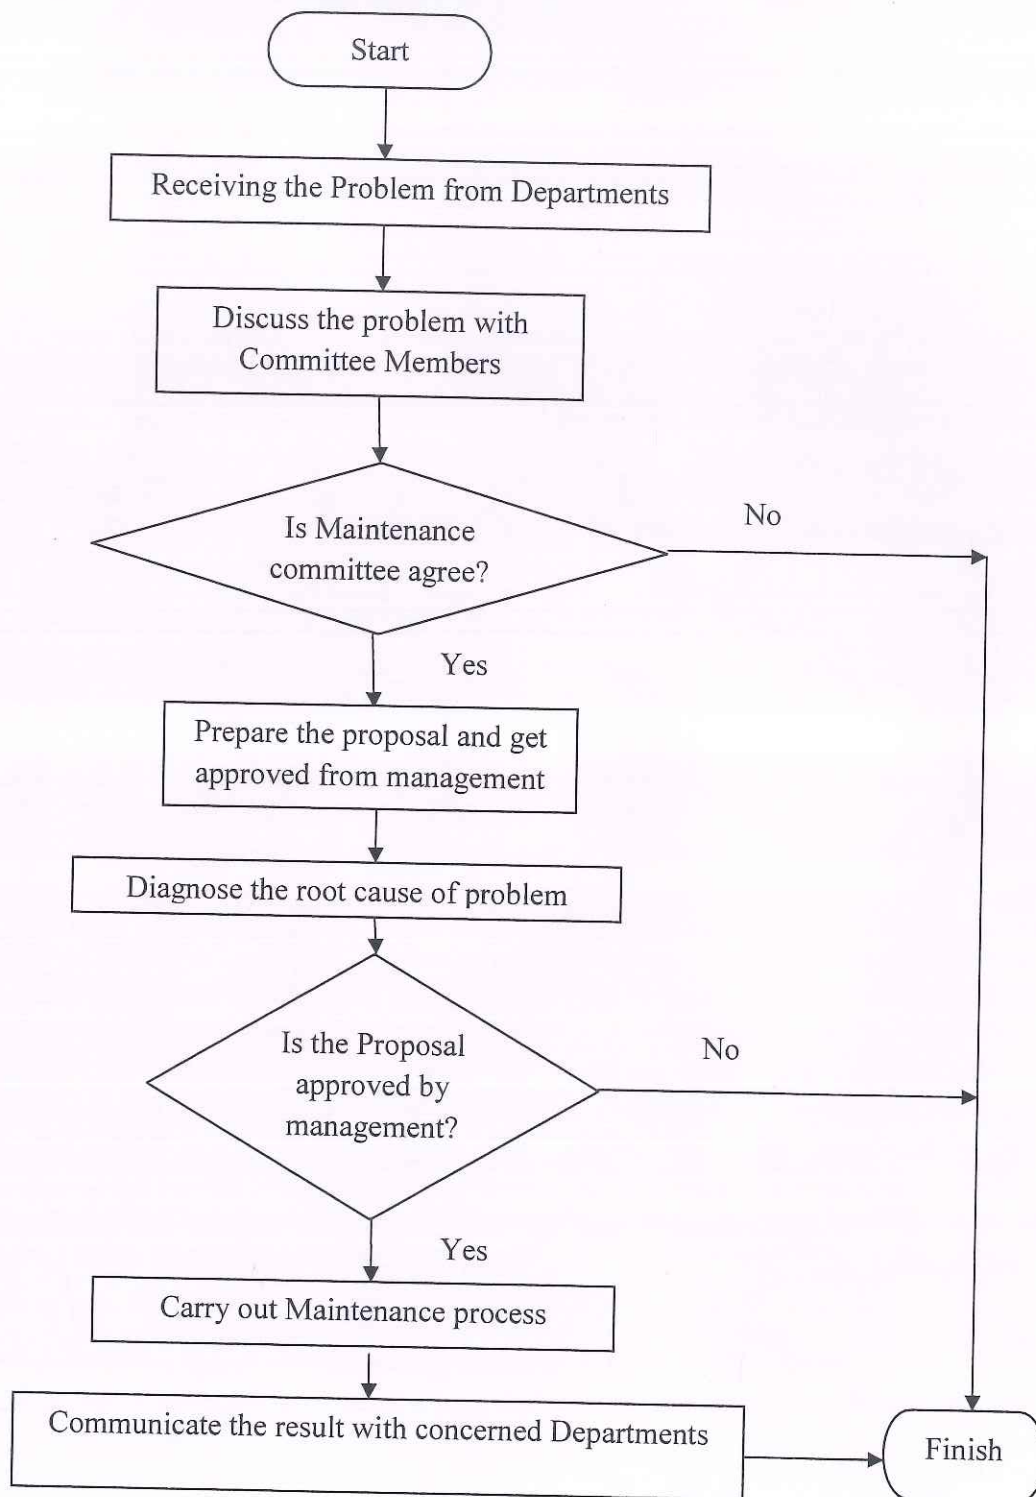 Start
Receiving the Problem from Departments
Discuss the problem with
Committee Members
Is Maintenance
committee agree?
No
Yes
Prepare the proposal and get
approved from management
Diagnose the root cause of problem
Is the Proposal
approved by
management?
No
Yes
Carry out Maintenance process
Communicate the result with concerned Departments
Finish